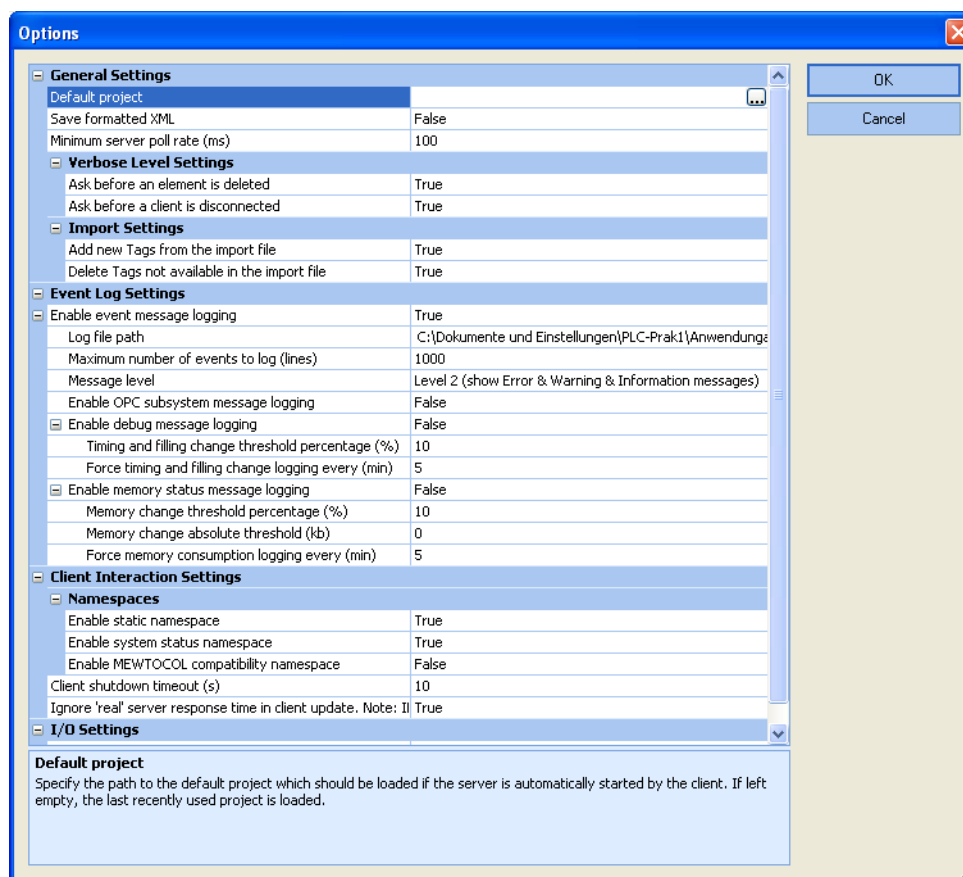 Options
General Settings
Default project ...
Save formatted XML False
Minimum server poll rate (ms) 100
Verbose Level Settings
Ask before an element is deleted True
Ask before a client is disconnected True
Import Settings
Add new Tags from the import file True
Delete Tags not available in the import file True
Event Log Settings
Enable event message logging True
Log file path C:\Dokumente und Einstellungen\PLC-Prak1\Anwendunga
Maximum number of events to log (lines) 1000
Message level Level 2 (show Error & Warning & Information messages)
Enable OPC subsystem message logging False
Enable debug message logging False
Timing and filling change threshold percentage (%) 10
Force timing and filling change logging every (min) 5
Enable memory status message logging False
Memory change threshold percentage (%) 10
Memory change absolute threshold (kb) 0
Force memory consumption logging every (min) 5
Client Interaction Settings
Namespaces
Enable static namespace True
Enable system status namespace True
Enable MEWTOCOL compatibility namespace False
Client shutdown timeout (s) 10
Ignore 'real' server response time in client update. Note: True
I/O Settings
OK
Cancel
Default project
Specify the path to the default project which should be loaded if the server is automatically started by the client. If left
empty, the last recently used project is loaded.